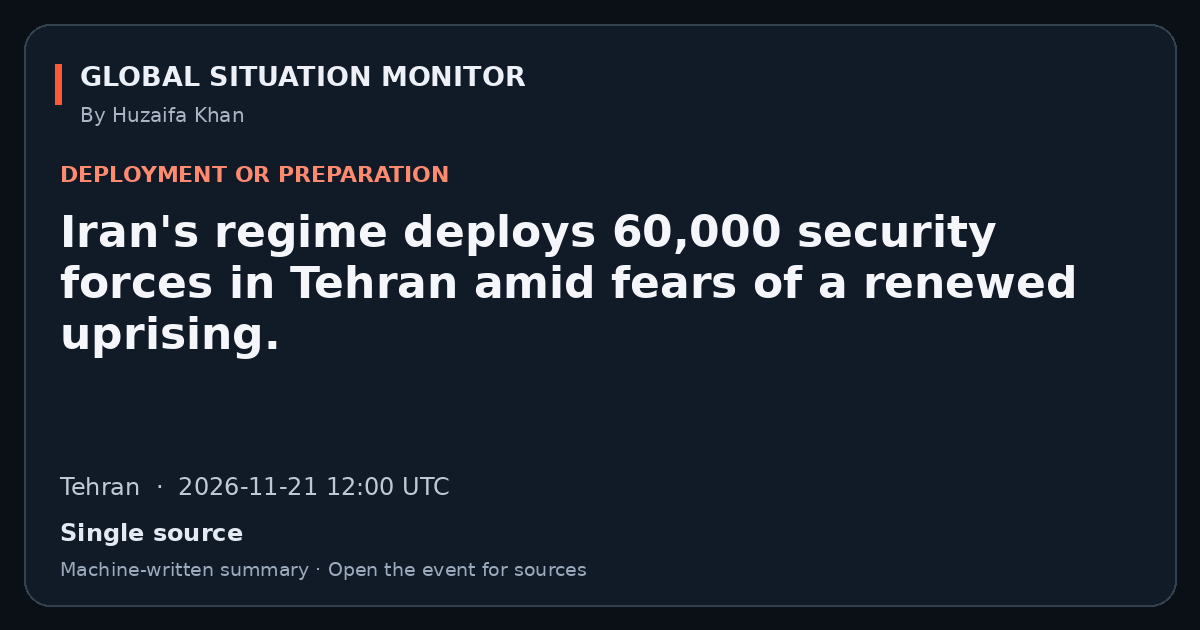 GLOBAL SITUATION MONITOR
By Huzaifa Khan
DEPLOYMENT OR PREPARATION
Iran's regime deploys 60,000 security
forces in Tehran amid fears of a renewed
uprising.
Tehran · 2026-11-21 12:00 UTC
Single source
Machine-written summary · Open the event for sources